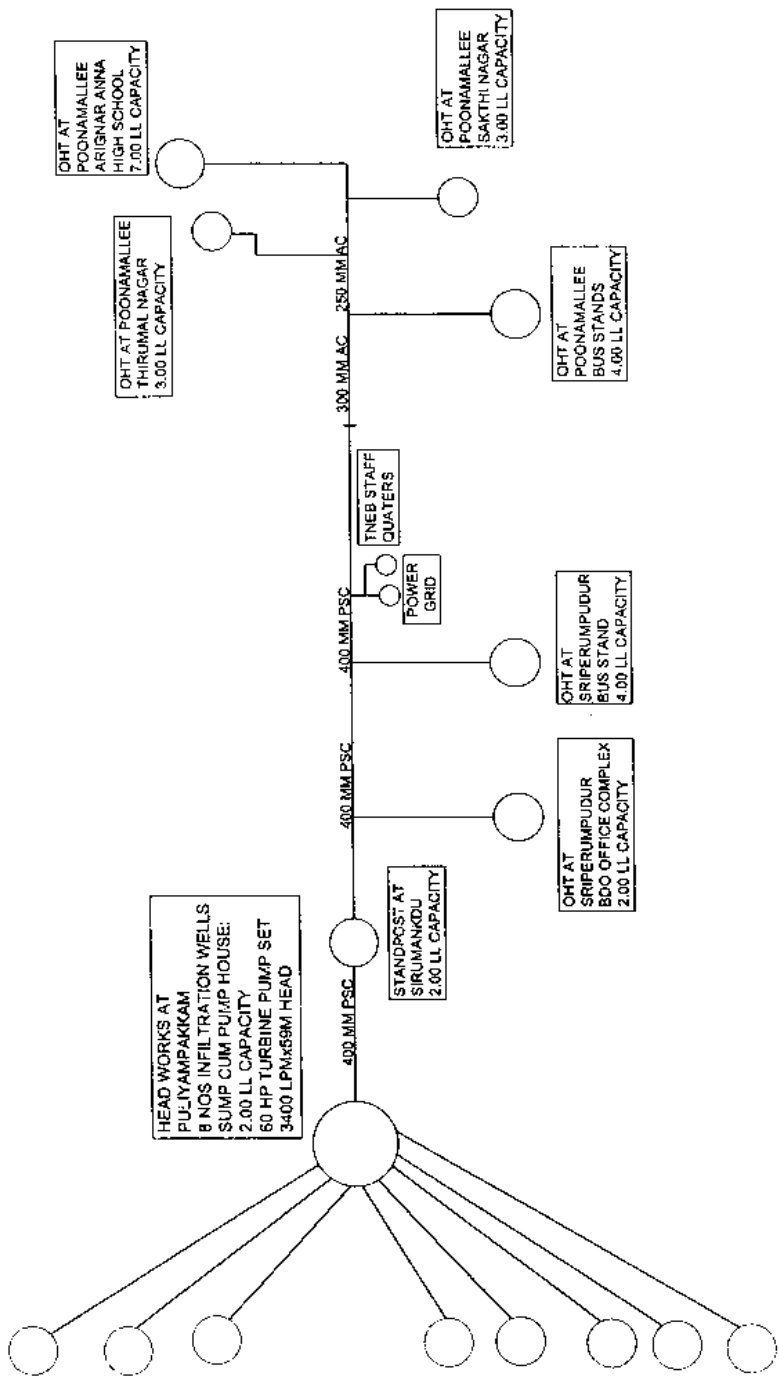 HEAD WORKS AT
PULIYAMPAKKAM
8 NOS INFILTRATION WELLS
SUMP CUM PUMP HOUSE:
2.00 LL CAPACITY
60 HP TURBINE PUMP SET
3400 LPMx59M HEAD
400 MM PSC
STANDPOST AT
SIRUMANKDU
2.00 LL CAPACITY
400 MM PSC
OHT AT
SRIPERUMPUDUR
BDO OFFICE COMPLEX
2.00 LL CAPACITY
400 MM PSC
OHT AT
SRIPERUMPUDUR
BUS STAND
4.00 LL CAPACITY
POWER
GRID
TNEB STAFF
QUATERS
300 MM AC
250 MM AC
OHT AT
POONAMALLEE
BUS STANDS
4.00 LL CAPACITY
OHT AT POONAMALLEE
THIRUMAL NAGAR
3.00 LL CAPACITY
OHT AT
POONAMALLEE
ARIGNAR ANNA
HIGH SCHOOL
7.00 LL CAPACITY
OHT AT
POONAMALLEE
SAKTHI NAGAR
3.00 LL CAPACITY